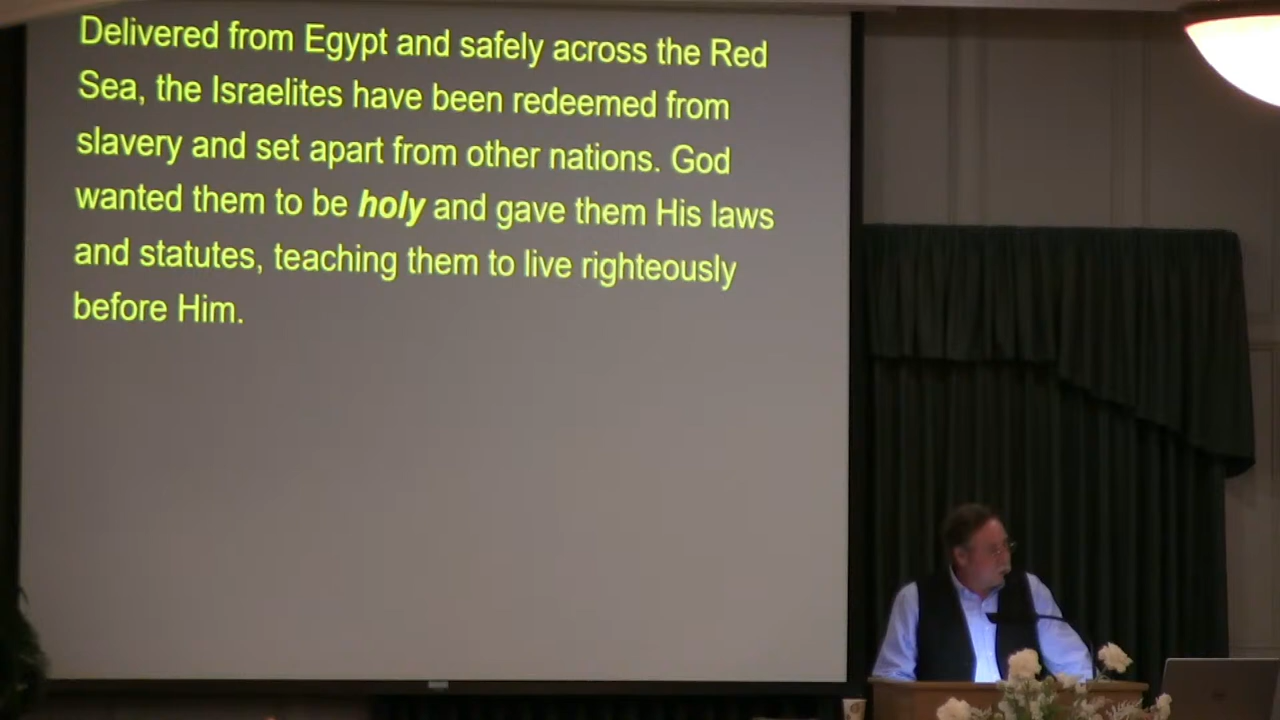 Delivered from Egypt and safely across the Red
Sea, the Israelites have been redeemed from
slavery and set apart from other nations. God
wanted them to be holy and gave them His laws
and statutes, teaching them to live righteously
before Him.